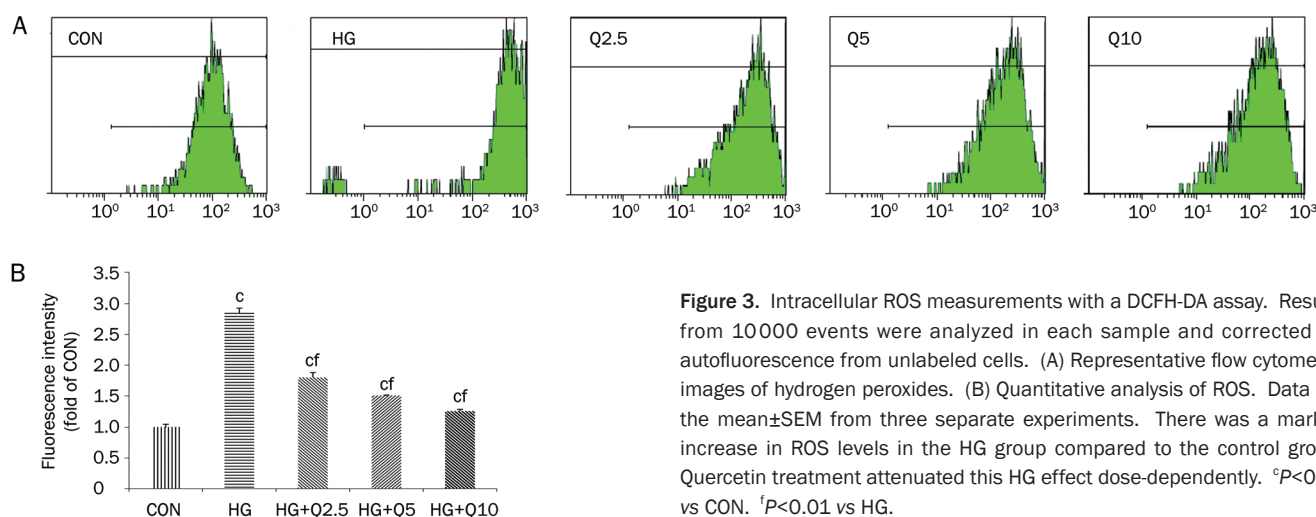 A
CON
HG
Q2.5
Q5
Q10
10⁰ 10¹ 10² 10³
10⁰ 10¹ 10² 10³
10⁰ 10¹ 10² 10³
10⁰ 10¹ 10² 10³
10⁰ 10¹ 10² 10³
B
Fluorescence intensity
(fold of CON)
3.5
3.0
2.5
2.0
1.5
1.0
0.5
0
c
cf
cf
cf
CON HG HG+Q2.5 HG+Q5 HG+Q10
Figure 3. Intracellular ROS measurements with a DCFH-DA assay.
from 10000 events were analyzed in each sample and corrected
autofluorescence from unlabeled cells. (A) Representative flow
images of hydrogen peroxides. (B) Quantitative analysis of ROS. Data
the mean±SEM from three separate experiments. There was a
increase in ROS levels in the HG group compared to the control
Quercetin treatment attenuated this HG effect dose-dependently.
vs CON. ᶠP<0.01 vs HG.